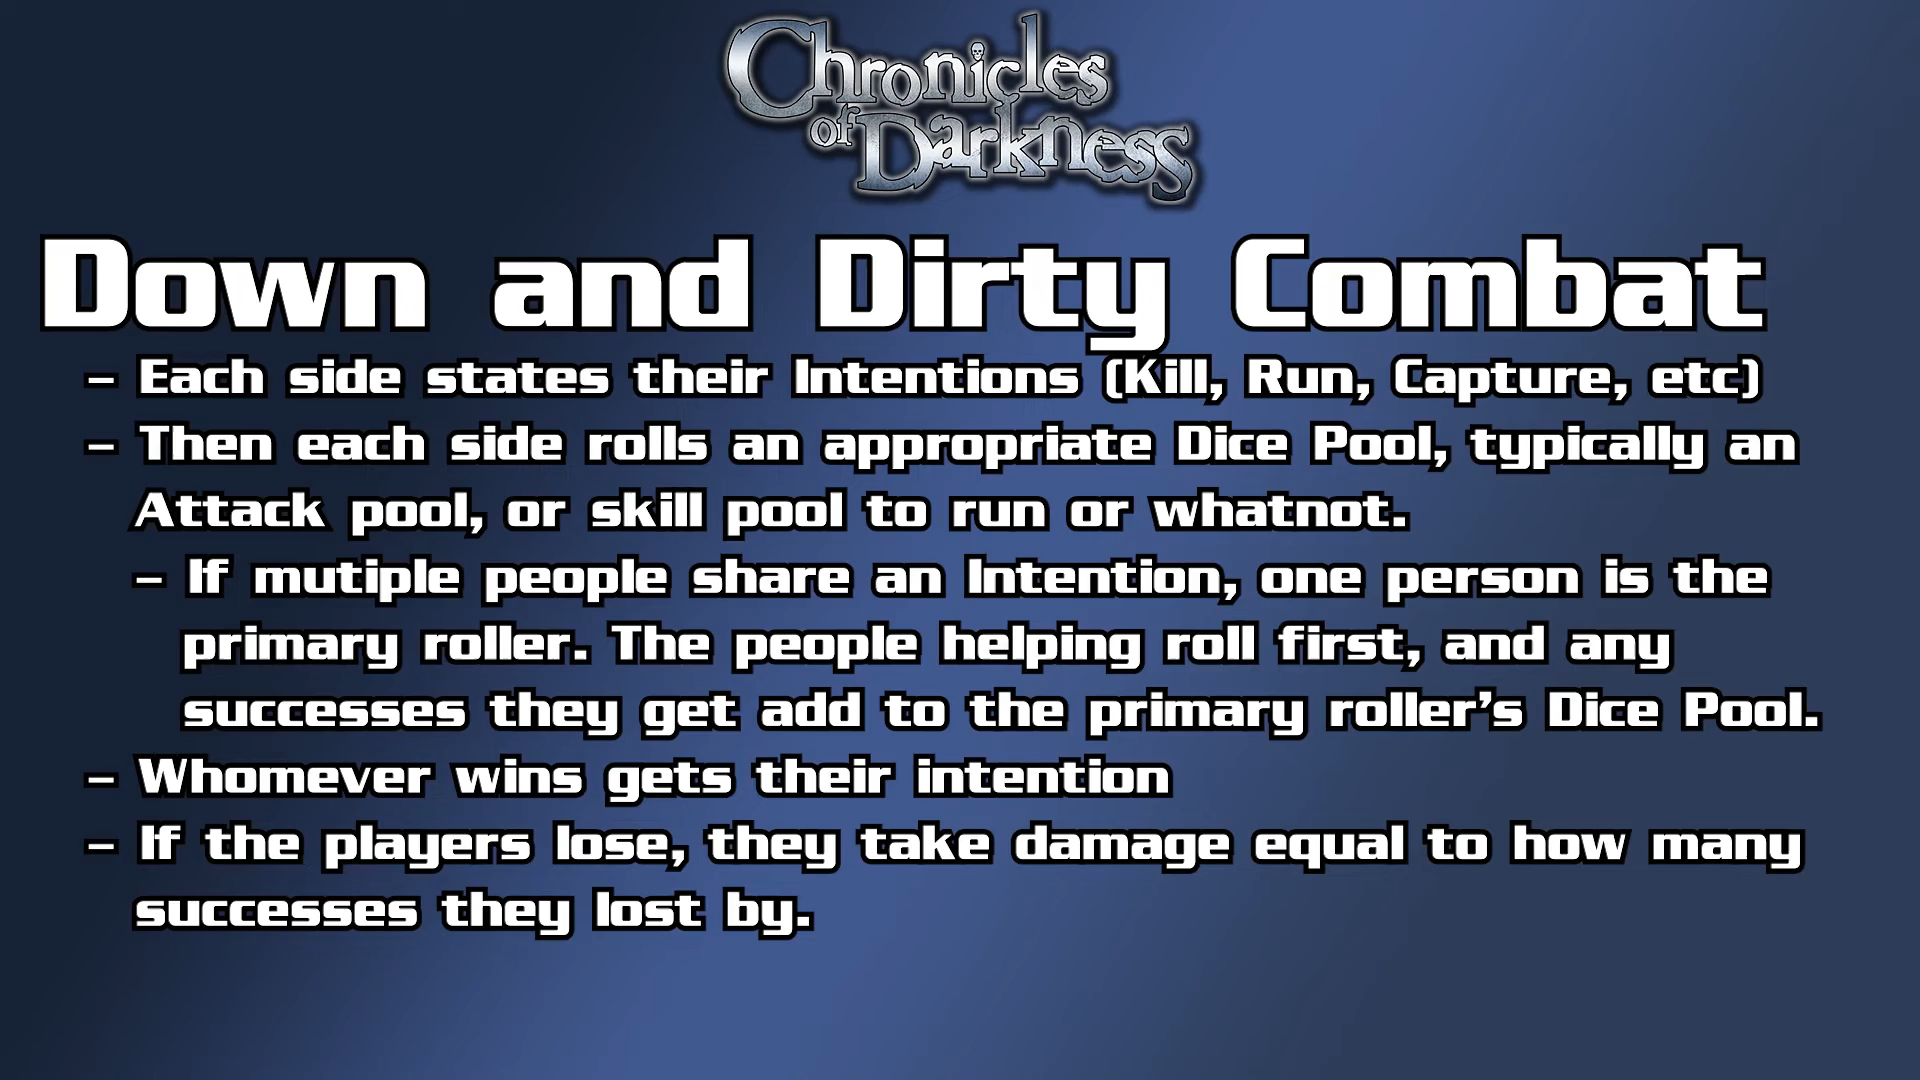 Chronicles
of Darkness
Down and Dirty Combat
- Each side states their Intentions (Kill, Run, Capture, etc)
- Then each side rolls an appropriate Dice Pool, typically an
Attack pool, or skill pool to run or whatnot.
- If mutiple people share an Intention, one person is the
primary roller. The people helping roll first, and any
successes they get add to the primary roller's Dice Pool.
- Whomever wins gets their intention
- If the players lose, they take damage equal to how many
successes they lost by.